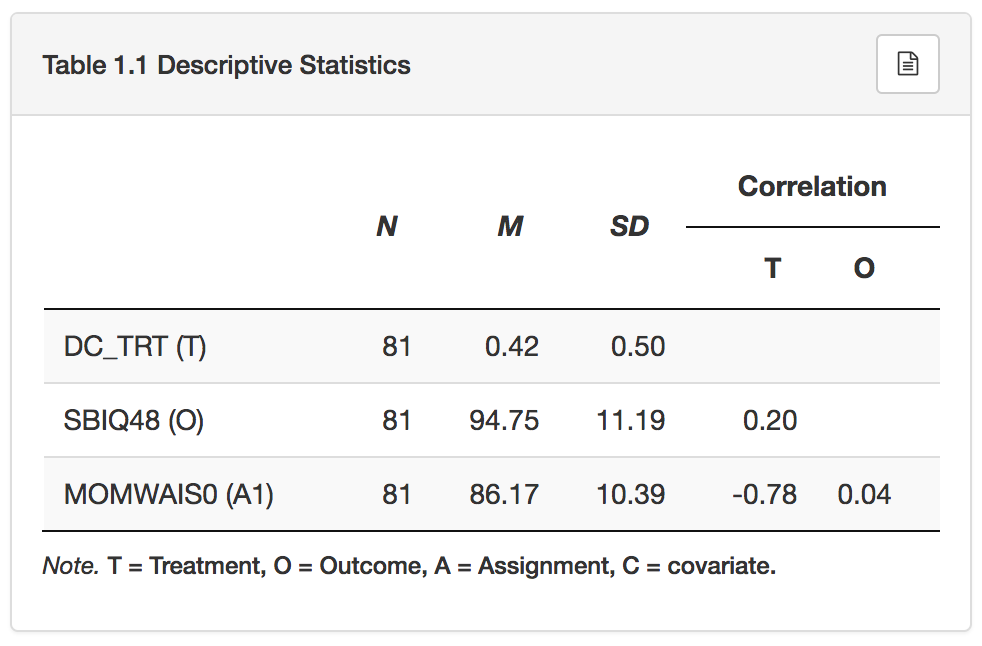 Table 1.1 Descriptive Statistics
Correlation
N M SD
T O
DC_TRT (T) 81 0.42 0.50
SBIQ48 (O) 81 94.75 11.19 0.20
MOMWAIS0 (A1) 81 86.17 10.39 -0.78 0.04
Note. T = Treatment, O = Outcome, A = Assignment, C = covariate.